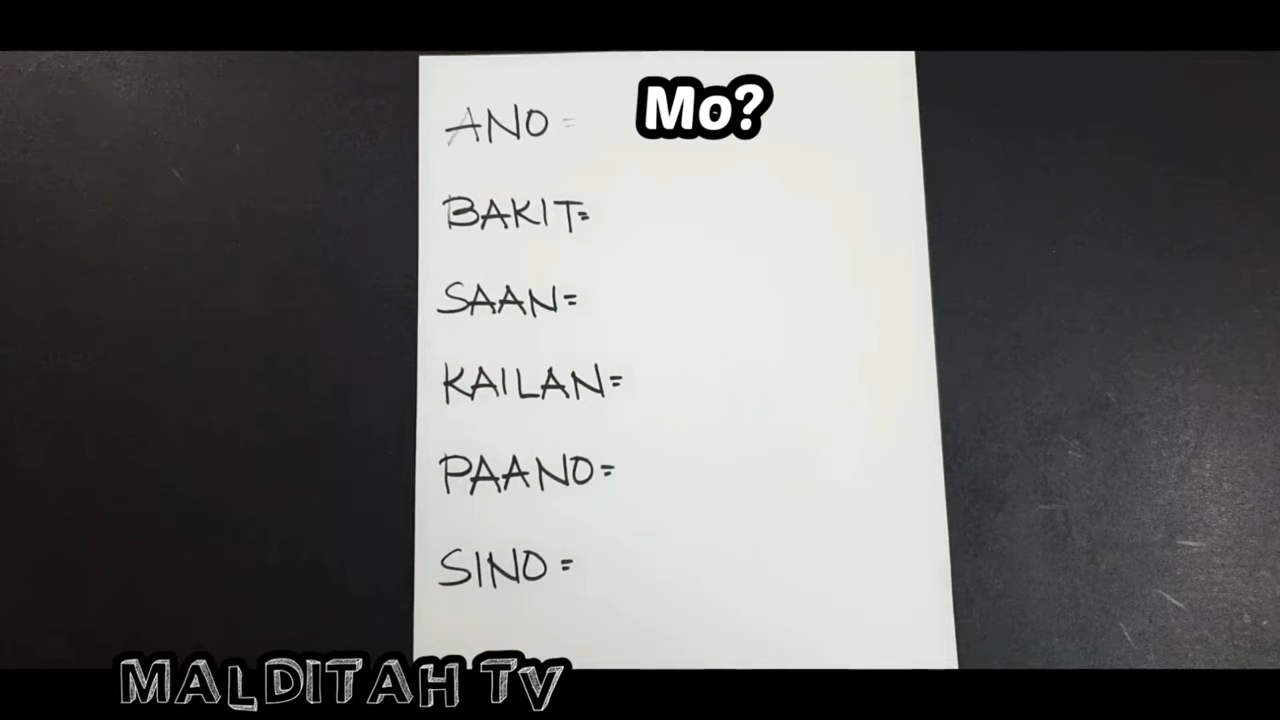 ANO = Mo?
BAKIT=
SAAN=
KAILAN=
PAANO=
SINO =
MALDITAH TV